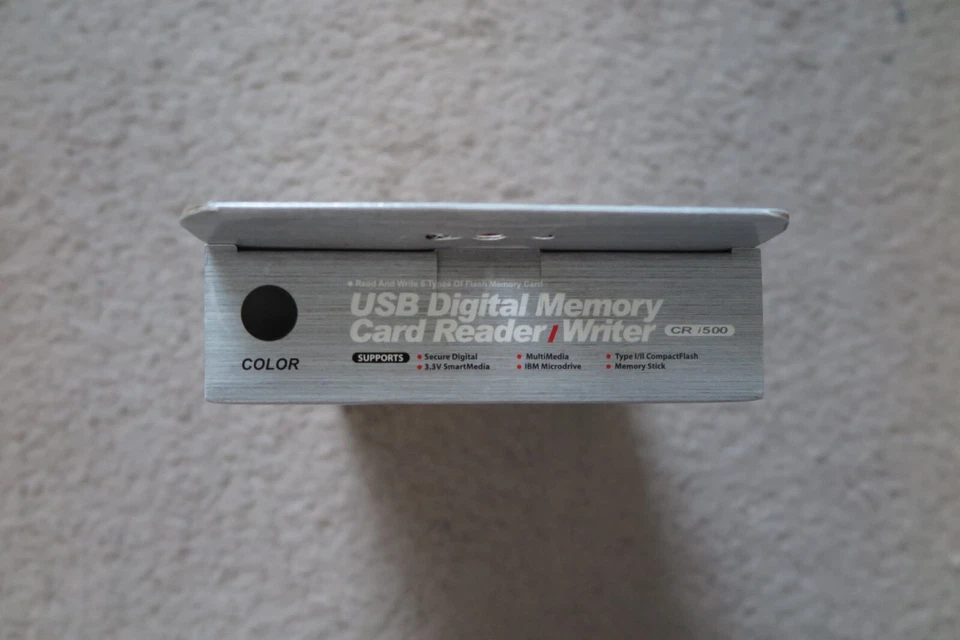 Read And Write 6 Types Of Flash Memory Card
USB Digital Memory
Card Reader/Writer CR i500
COLOR
SUPPORTS • Secure Digital • MultiMedia • Type I/II CompactFlash
• 3.3V SmartMedia • IBM Microdrive • Memory Stick